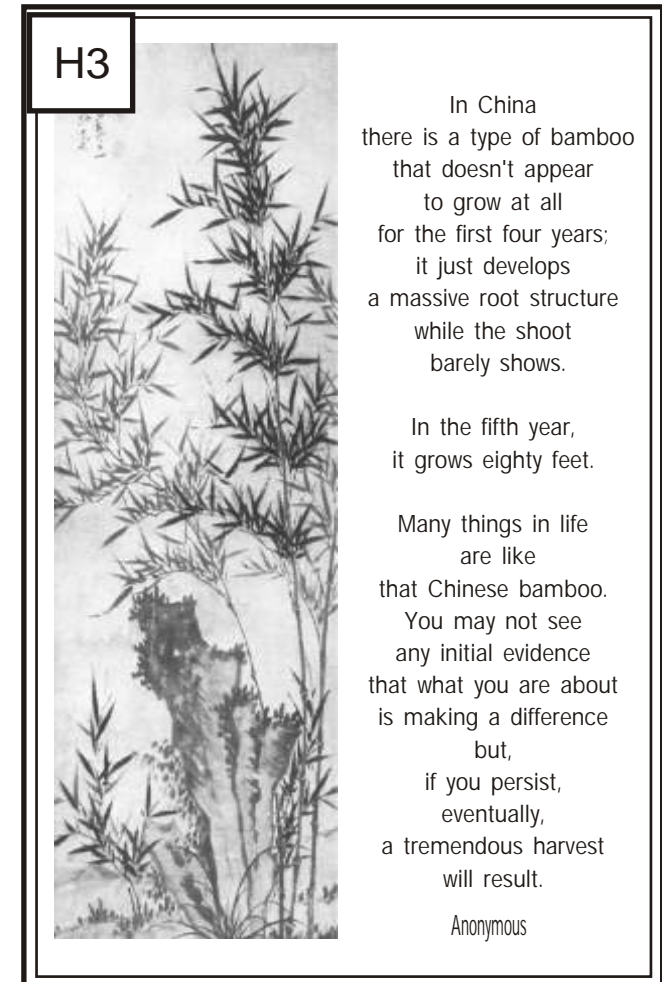 H3
In China
there is a type of bamboo
that doesn't appear
to grow at all
for the first four years;
it just develops
a massive root structure
while the shoot
barely shows.
In the fifth year,
it grows eighty feet.
Many things in life
are like
that Chinese bamboo.
You may not see
any initial evidence
that what you are about
is making a difference
but,
if you persist,
eventually,
a tremendous harvest
will result.
Anonymous